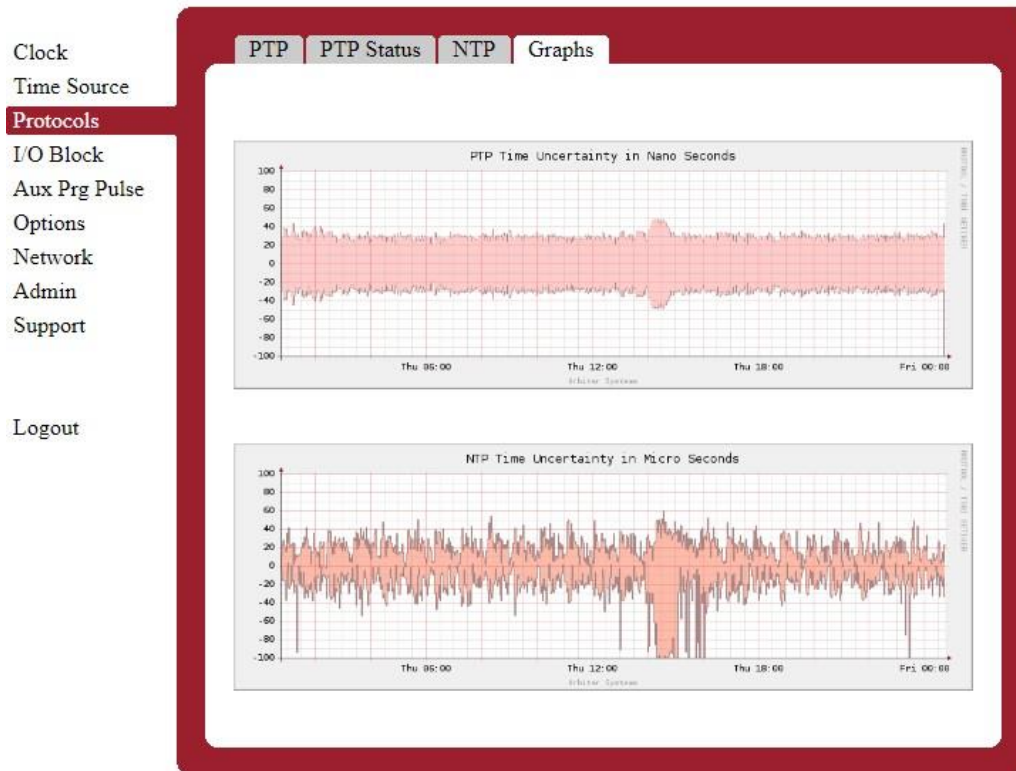 Clock
Time Source
Protocols
I/O Block
Aux Prg Pulse
Options
Network
Admin
Support
Logout
PTP PTP Status NTP Graphs
PTP Time Uncertainty in Nano Seconds
100
80
60
40
20
0
-20
-40
-60
-80
-100
Thu 06:00 Thu 12:00 Thu 18:00 Fri 00:00
Arbiter Systems
NTP Time Uncertainty in Micro Seconds
100
80
60
40
20
0
-20
-40
-60
-80
-100
Thu 06:00 Thu 12:00 Thu 18:00 Fri 00:00
Arbiter Systems